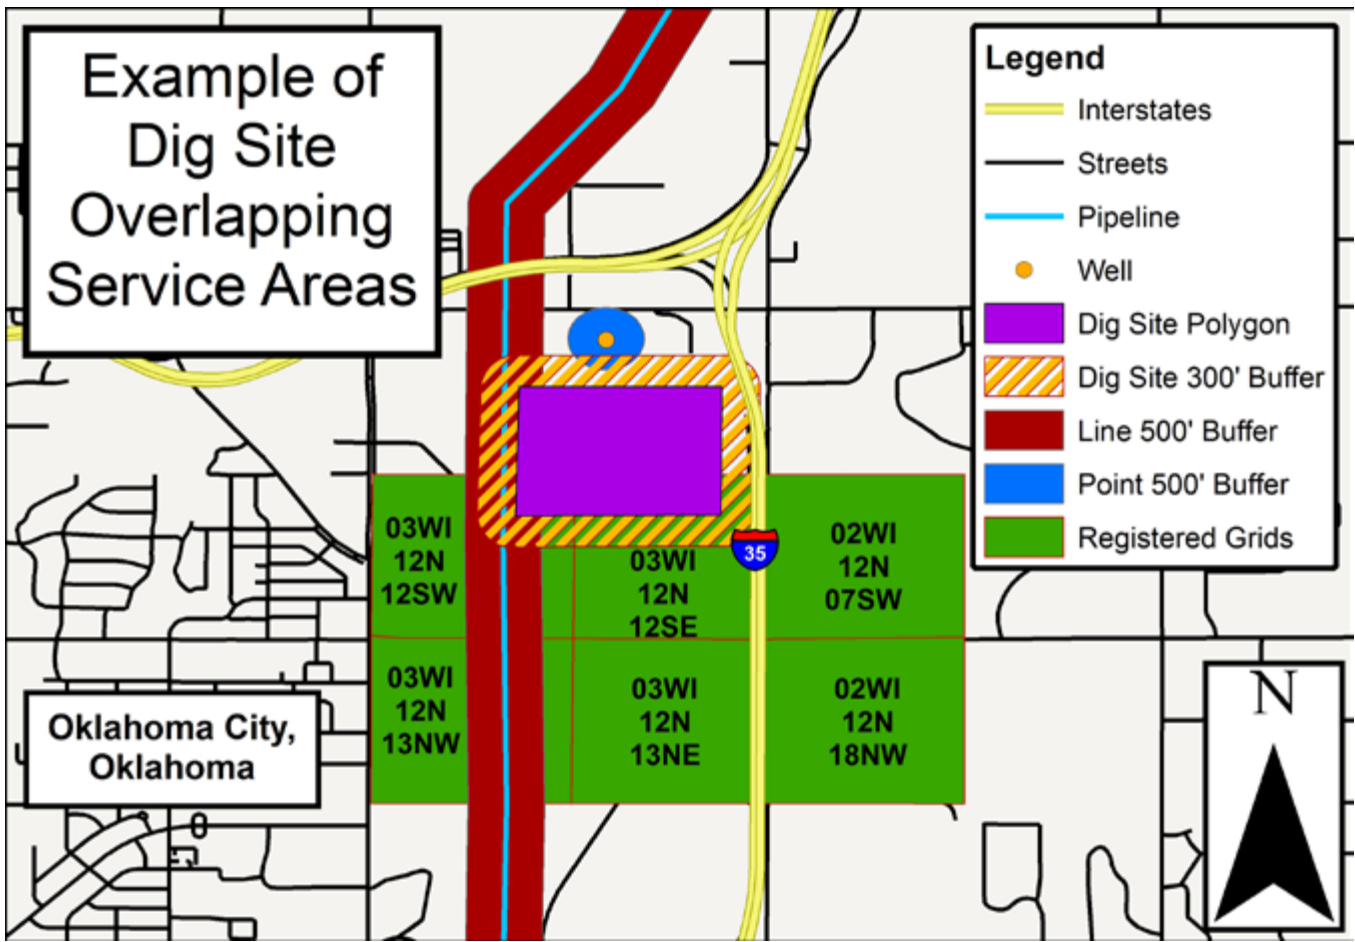 Example of
Dig Site
Overlapping
Service Areas
Legend
Interstates
Streets
Pipeline
Well
Dig Site Polygon
Dig Site 300' Buffer
Line 500' Buffer
Point 500' Buffer
Registered Grids
03WI
12N
12SW
03WI
12N
12SE
35
02WI
12N
07SW
03WI
12N
13NW
03WI
12N
13NE
02WI
12N
18NW
Oklahoma City,
Oklahoma
N